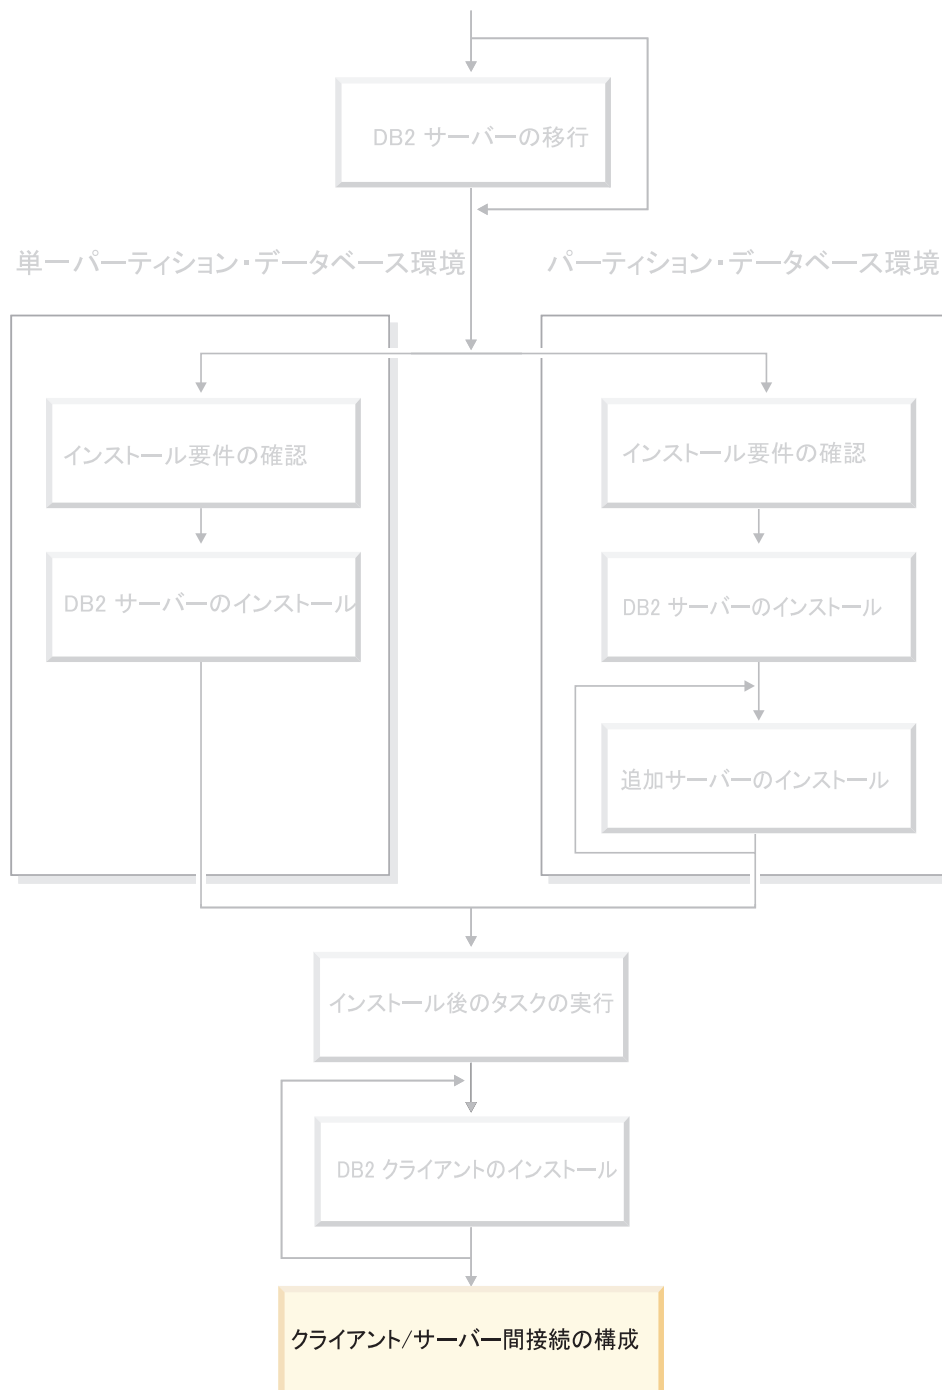 DB2 サーバーの移行
単一パーティション・データベース環境
パーティション・データベース環境
インストール要件の確認
インストール要件の確認
DB2 サーバーのインストール
DB2 サーバーのインストール
追加サーバーのインストール
インストール後のタスクの実行
DB2 クライアントのインストール
クライアント/サーバー間接続の構成